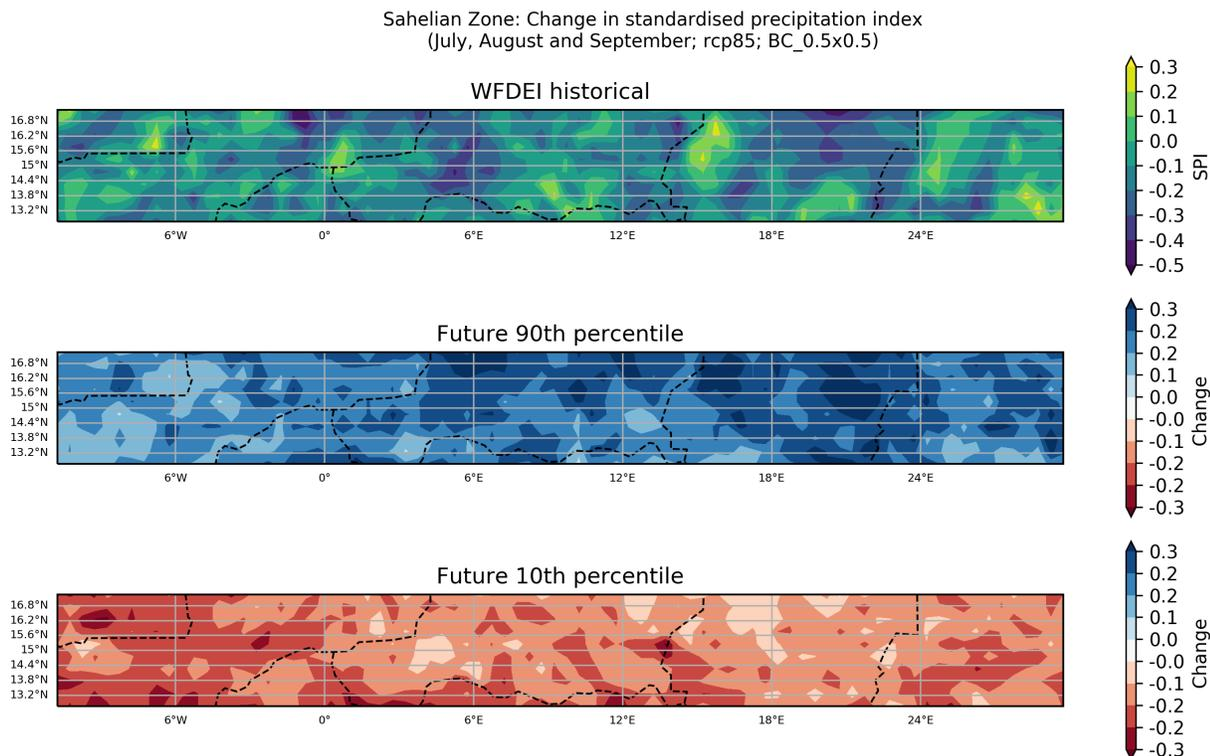 Sahelian Zone: Change in standardised precipitation index
(July, August and September; rcp85; BC_0.5x0.5)
WFDEI historical
16.8°N
16.2°N
15.6°N
15°N
14.4°N
13.8°N
13.2°N
6°W
0°
6°E
12°E
18°E
24°E
0.3
0.2
0.1
0.0
-0.1
-0.2
-0.3
-0.4
-0.5
SPI
Future 90th percentile
16.8°N
16.2°N
15.6°N
15°N
14.4°N
13.8°N
13.2°N
6°W
0°
6°E
12°E
18°E
24°E
0.3
0.2
0.2
0.1
0.0
-0.0
-0.1
-0.2
-0.2
-0.3
Change
Future 10th percentile
16.8°N
16.2°N
15.6°N
15°N
14.4°N
13.8°N
13.2°N
6°W
0°
6°E
12°E
18°E
24°E
0.3
0.2
0.2
0.1
0.0
-0.0
-0.1
-0.2
-0.2
-0.3
Change